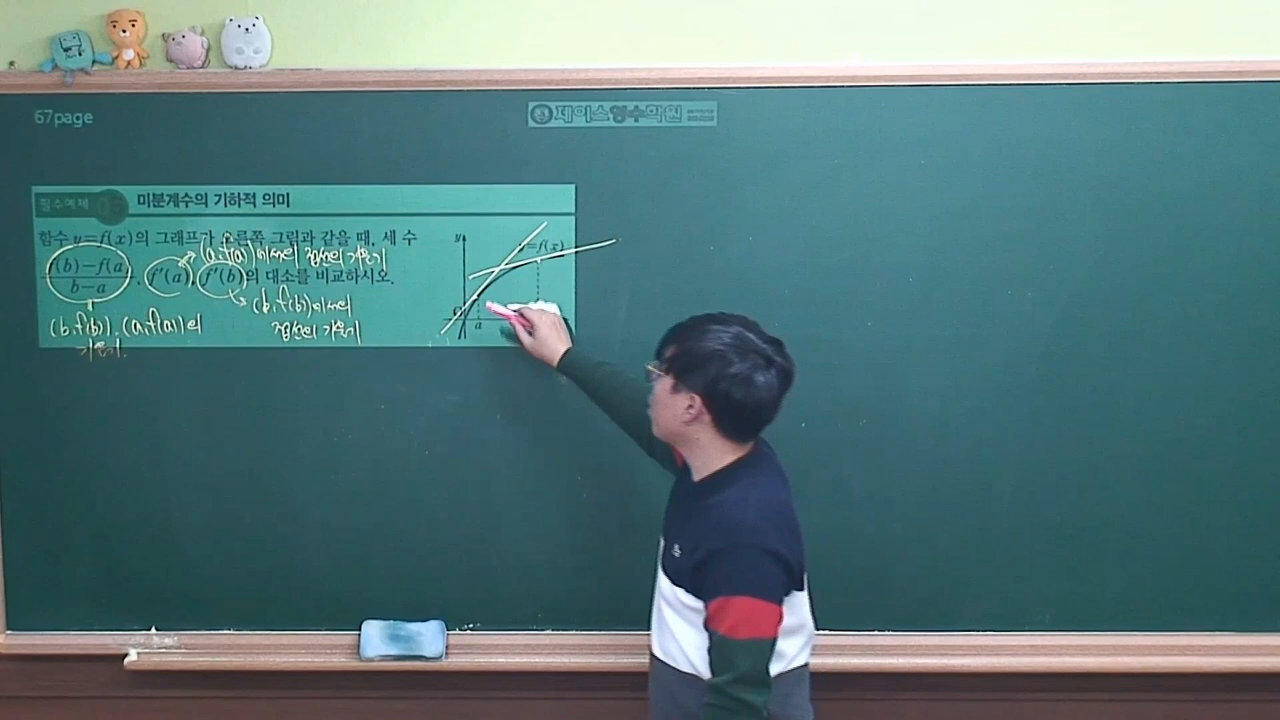 67page
제이스영수학원
필수예제
미분계수의 기하적 의미
함수 y=f(x)의 그래프가 오른쪽 그림과 같을 때, 세 수
f(b)-f(a / b-a, f'(a), f'(b)의 대소를 비교하시오.
(a, f(a))에서의 접선의 기울기
(b, f(b))에서의
접선의 기울기
(b, f(b)), (a, f(a))의
기울기.
y
y=f(x)
O
a